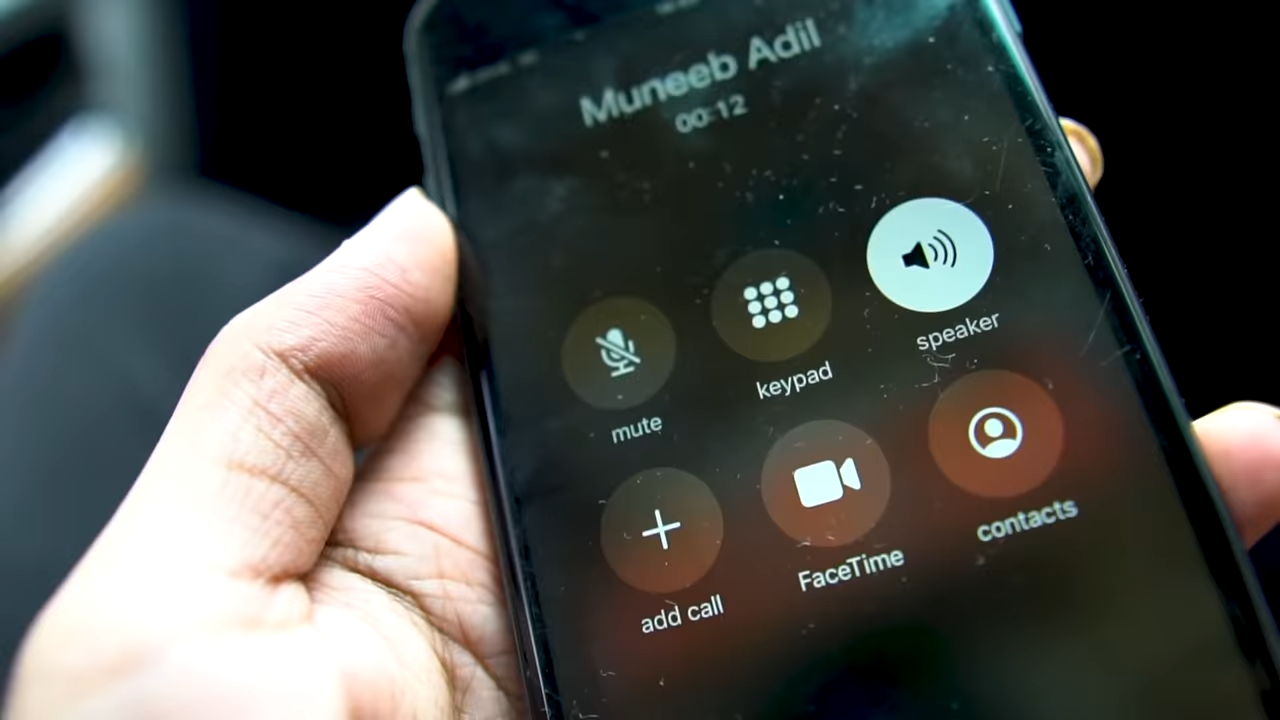 Muneeb Adil
00:12
mute
keypad
speaker
add call
FaceTime
contacts